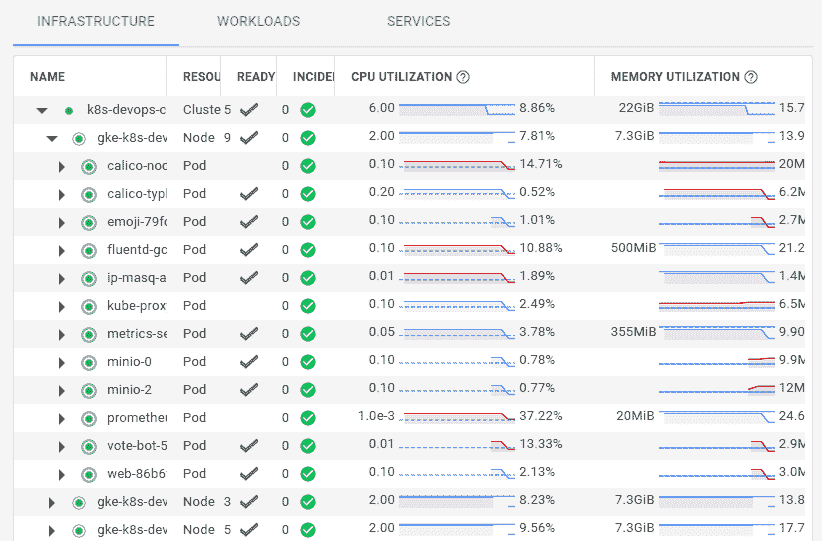 INFRASTRUCTURE WORKLOADS SERVICES
NAME RESOU READY INCIDEI CPU UTILIZATION ? MEMORY UTILIZATION ?
k8s-devops-c Cluste 5 0 6.00 8.86% 22GiB 15.7
gke-k8s-dev Node 9 0 2.00 7.81% 7.3GiB 13.9
calico-noc Pod 0 0.10 14.71% 20M
calico-typl Pod 0 0.20 0.52% 6.2M
emoji-79fc Pod 0 0.10 1.01% 2.7M
fluentd-gc Pod 0 0.10 10.88% 500MiB 21.2
ip-masq-a Pod 0 0.01 1.89% 1.4M
kube-prox Pod 0 0.10 2.49% 6.5M
metrics-se Pod 0 0.05 3.78% 355MiB 9.90
minio-0 Pod 0 0.10 0.78% 9.9M
minio-2 Pod 0 0.10 0.77% 12M
promethe Pod 0 1.0e-3 37.22% 20MiB 24.6
vote-bot-5 Pod 0 0.01 13.33% 2.9M
web-86b6 Pod 0 0.10 2.13% 3.0M
gke-k8s-dev Node 3 0 2.00 8.23% 7.3GiB 13.8
gke-k8s-dev Node 5 0 2.00 9.56% 7.3GiB 17.7